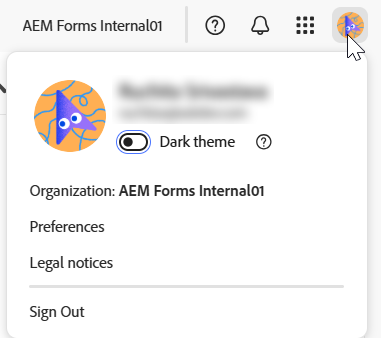 AEM Forms Internal01
Dark theme
Organization: AEM Forms Internal01
Preferences
Legal notices
Sign Out